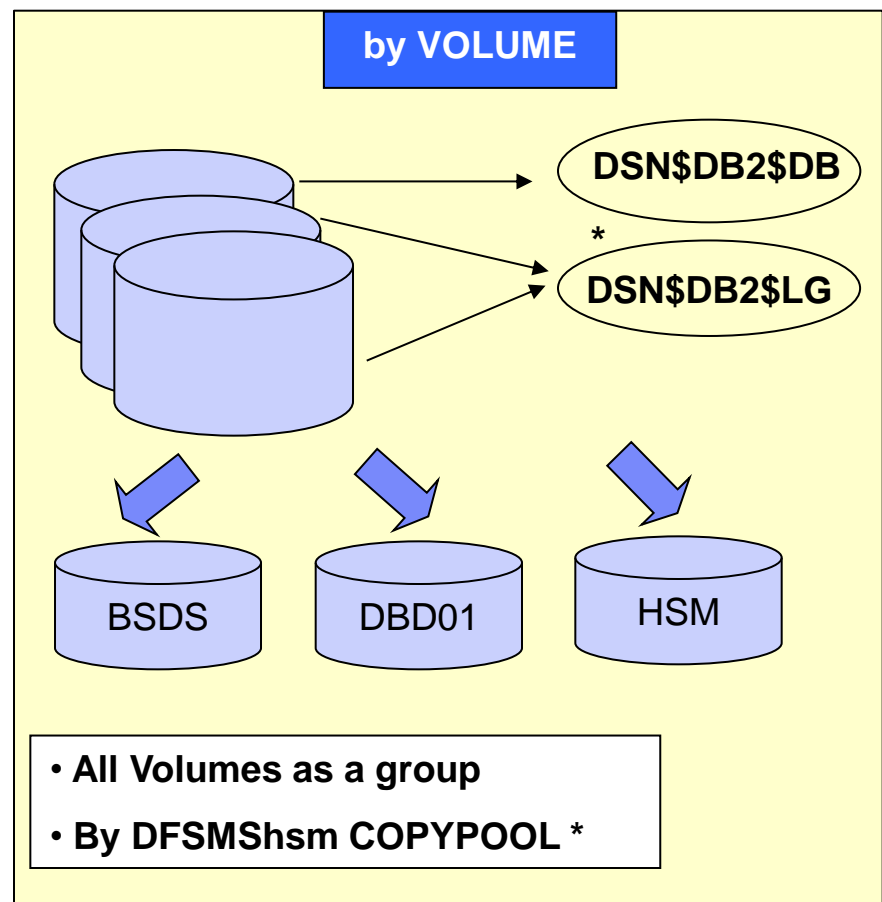 by VOLUME
DSN$DB2$DB
*
DSN$DB2$LG
BSDS
DBD01
HSM
• All Volumes as a group
• By DFSMShsm COPYPOOL *